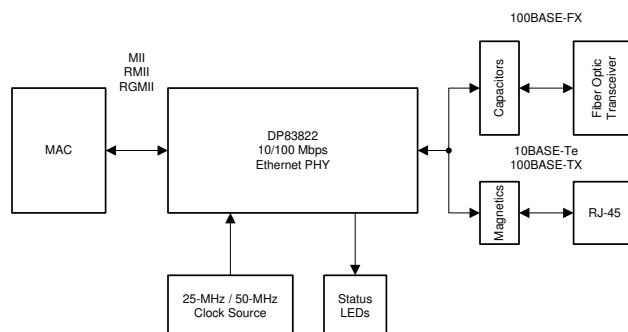 100BASE-FX
MII
RMII
RGMII
MAC
DP83822
10/100 Mbps
Ethernet PHY
Capacitors
Fiber Optic
Transceiver
10BASE-Te
100BASE-TX
Magnetics
RJ-45
25-MHz / 50-MHz
Clock Source
Status
LEDs